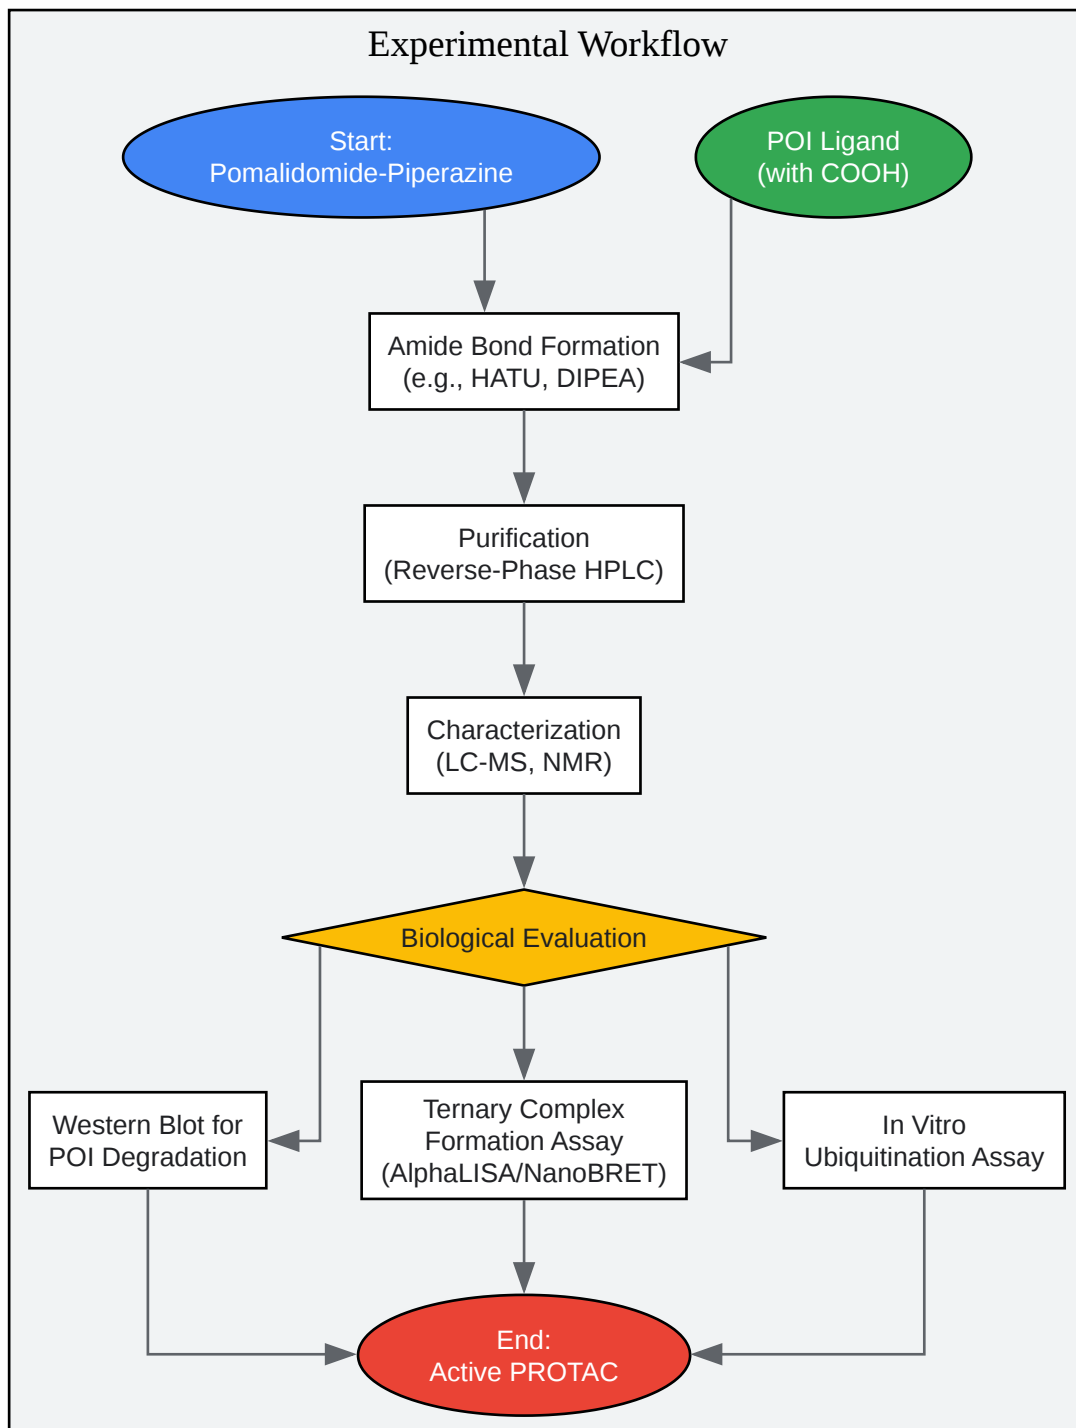 Experimental Workflow
Start:
Pomalidomide-Piperazine
POI Ligand
(with COOH)
Amide Bond Formation
(e.g., HATU, DIPEA)
Purification
(Reverse-Phase HPLC)
Characterization
(LC-MS, NMR)
Biological Evaluation
Western Blot for
POI Degradation
Ternary Complex
Formation Assay
(AlphaLISA/NanoBRET)
In Vitro
Ubiquitination Assay
End:
Active PROTAC